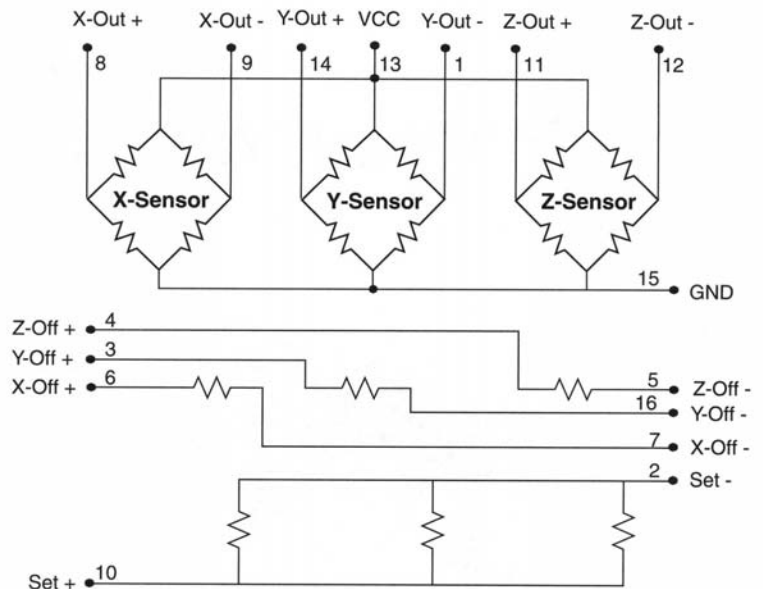 X-Out + X-Out - Y-Out + VCC Y-Out - Z-Out + Z-Out -
8 9 14 13 1 11 12
X-Sensor Y-Sensor Z-Sensor
15 GND
Z-Off + 4
Y-Off + 3
X-Off + 6
5 Z-Off -
16 Y-Off -
7 X-Off -
2 Set -
Set + 10